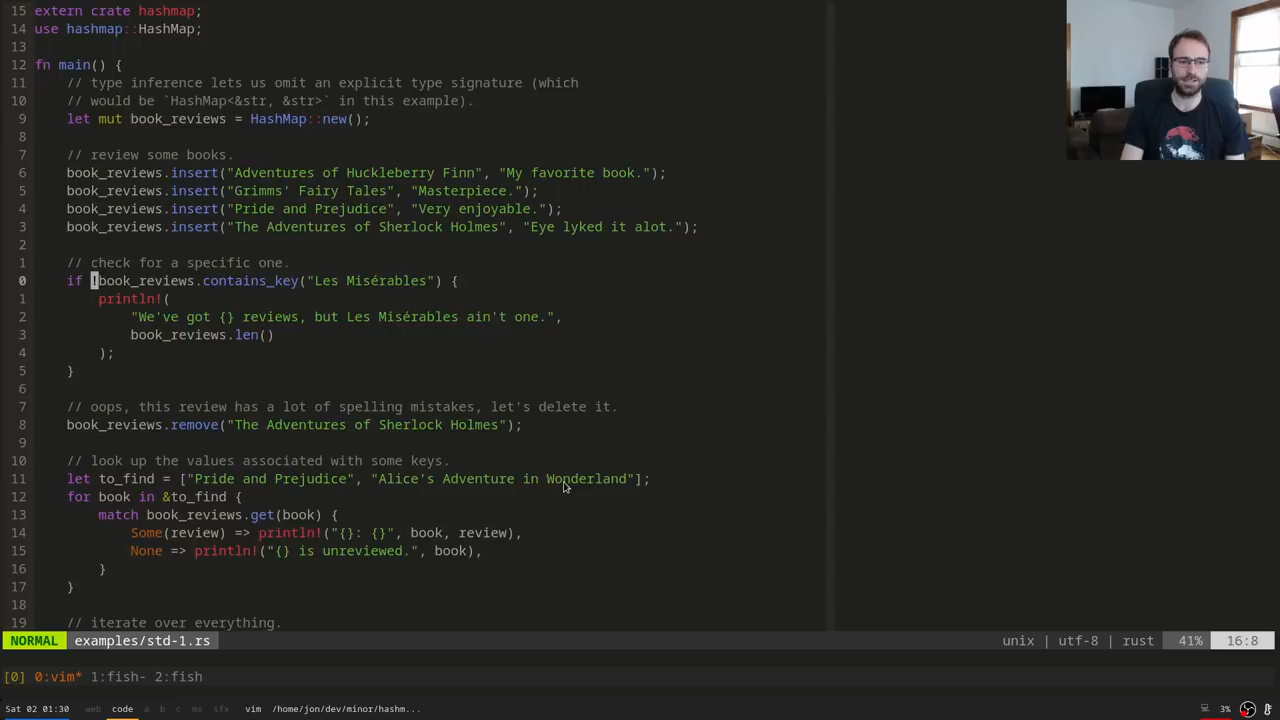 15 extern crate hashmap;
14 use hashmap::HashMap;
13
12 fn main() {
11     // type inference lets us omit an explicit type signature (which
10     // would be `HashMap<&str, &str>` in this example).
9     let mut book_reviews = HashMap::new();
8
7     // review some books.
6     book_reviews.insert("Adventures of Huckleberry Finn", "My favorite book.");
5     book_reviews.insert("Grimms' Fairy Tales", "Masterpiece.");
4     book_reviews.insert("Pride and Prejudice", "Very enjoyable.");
3     book_reviews.insert("The Adventures of Sherlock Holmes", "Eye lyked it alot.");
2
1     // check for a specific one.
0     if !book_reviews.contains_key("Les Misérables") {
1         println!(
2             "We've got {} reviews, but Les Misérables ain't one.",
3             book_reviews.len()
4         );
5     }
6
7     // oops, this review has a lot of spelling mistakes, let's delete it.
8     book_reviews.remove("The Adventures of Sherlock Holmes");
9
10     // look up the values associated with some keys.
11     let to_find = ["Pride and Prejudice", "Alice's Adventure in Wonderland"];
12     for book in &to_find {
13         match book_reviews.get(book) {
14             Some(review) => println!("{}: {}", book, review),
15             None => println!("{} is unreviewed.", book),
16         }
17     }
18
19     // iterate over everything.
NORMAL examples/std-1.rs unix | utf-8 | rust 41% 16:8
[0] 0:vim* 1:fish- 2:fish
Sat 02 01:30 web code a b c ms sfx vim /home/jon/dev/minor/hashm... 3%